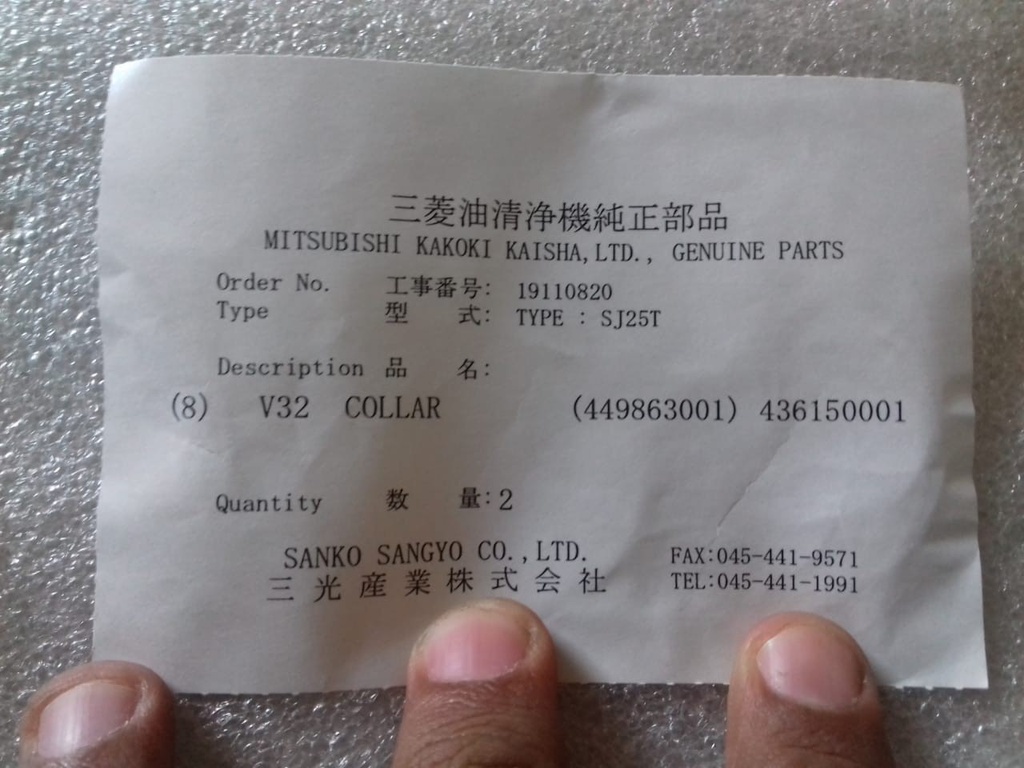 三菱油清浄機純正部品
MITSUBISHI KAKOKI KAISHA,LTD., GENUINE PARTS
Order No. 工事番号: 19110820
Type 型 式: TYPE : SJ25T
Description 品 名:
(8) V32 COLLAR (449863001) 436150001
Quantity 数 量: 2
SANKO SANGYO CO.,LTD. FAX:045-441-9571
三光産業株式会社 TEL:045-441-1991